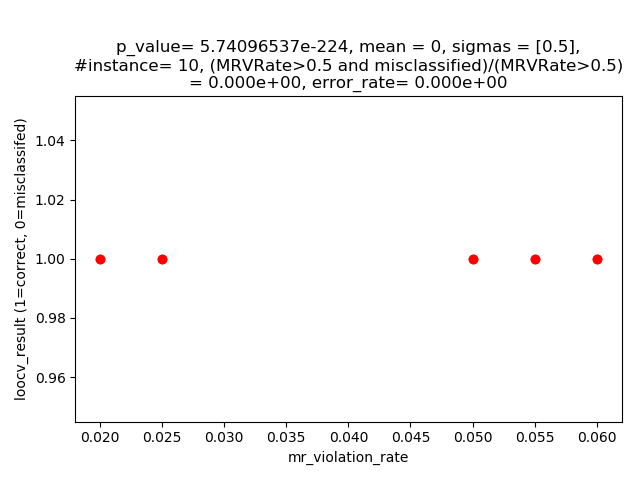 p_value= 5.74096537e-224, mean = 0, sigmas = [0.5],
#instance= 10, (MRVRate>0.5 and misclassified)/(MRVRate>0.5)
= 0.000e+00, error_rate= 0.000e+00
loocv_result (1=correct, 0=misclassifed)
1.04
1.02
1.00
0.98
0.96
0.020 0.025 0.030 0.035 0.040 0.045 0.050 0.055 0.060
mr_violation_rate